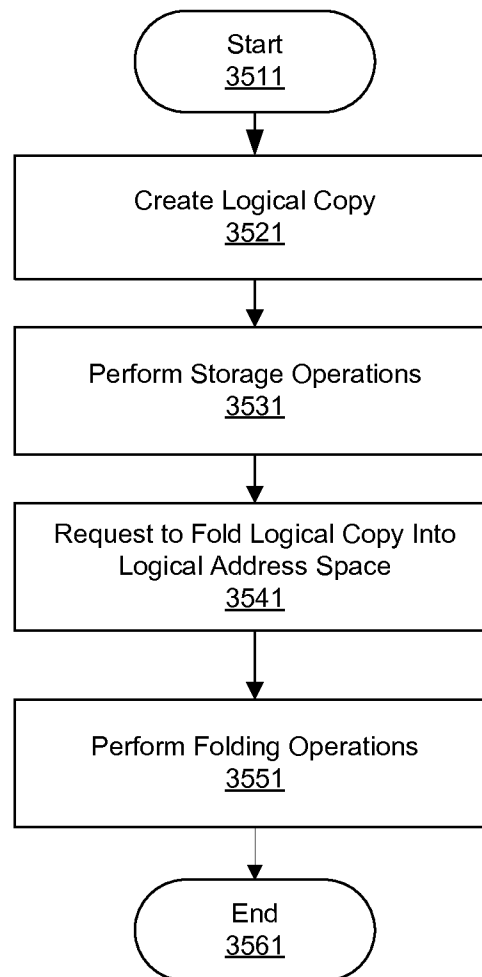 Start
3511
Create Logical Copy
3521
Perform Storage Operations
3531
Request to Fold Logical Copy Into
Logical Address Space
3541
Perform Folding Operations
3551
End
3561